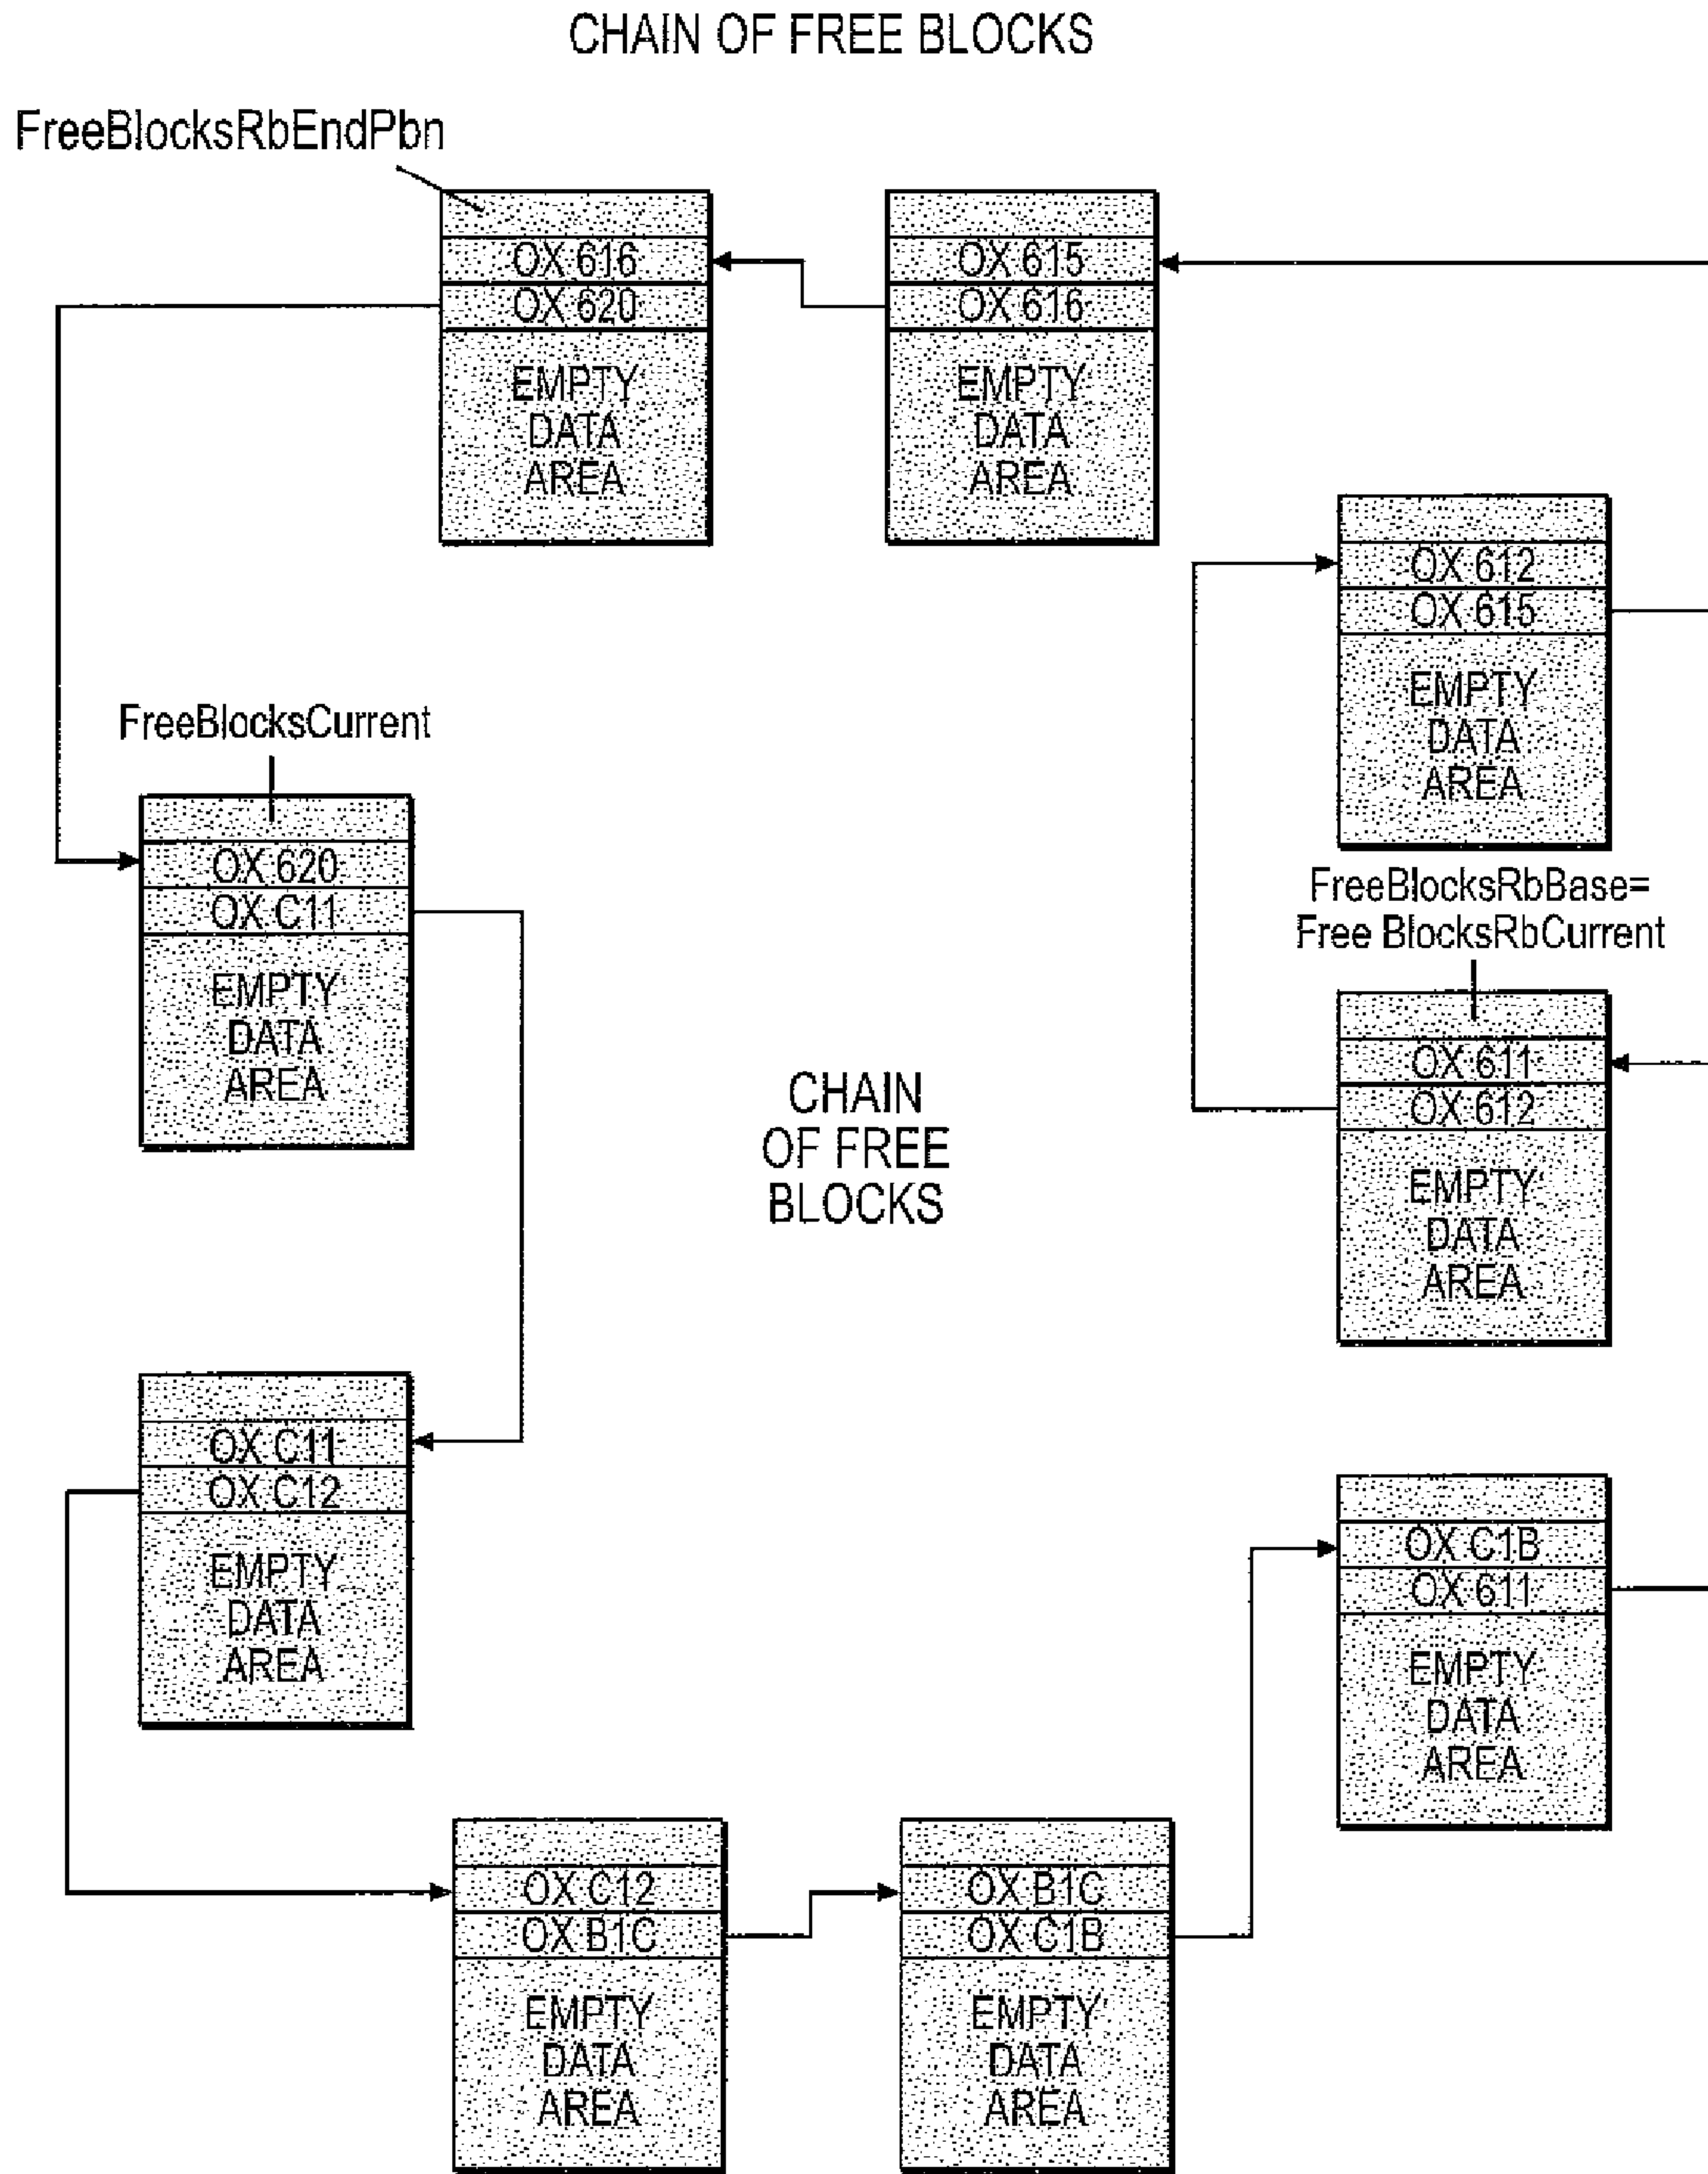 CHAIN OF FREE BLOCKS
FreeBlocksRbEndPbn
OX 616
OX 620
EMPTY
DATA
AREA
OX 615
OX 616
EMPTY
DATA
AREA
OX 612
OX 615
EMPTY
DATA
AREA
FreeBlocksCurrent
OX 620
OX C11
EMPTY
DATA
AREA
FreeBlocksRbBase=
Free BlocksRbCurrent
OX 611
OX 612
EMPTY
DATA
AREA
CHAIN
OF FREE
BLOCKS
OX C11
OX C12
EMPTY
DATA
AREA
OX C1B
OX 611
EMPTY
DATA
AREA
OX C12
OX B1C
EMPTY
DATA
AREA
OX B1C
OX C1B
EMPTY
DATA
AREA